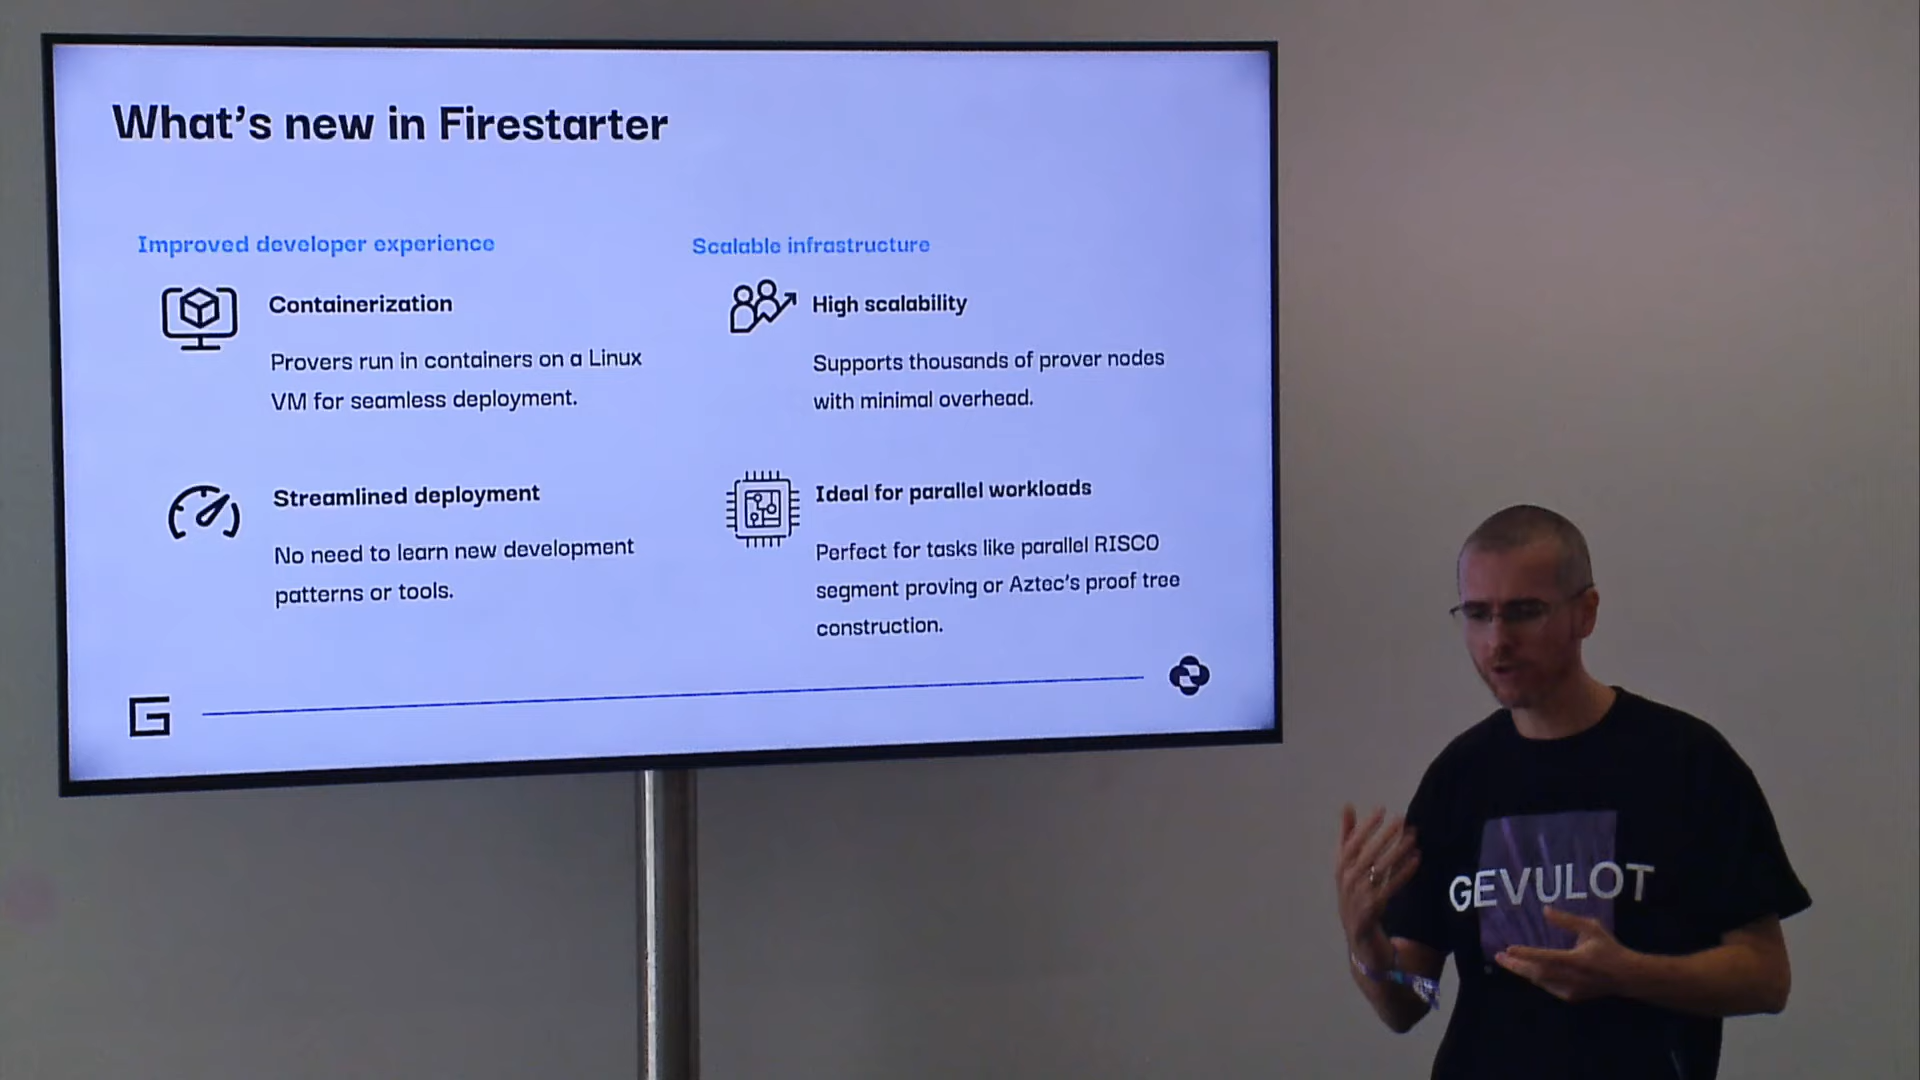 What's new in Firestarter
Improved developer experience
Containerization
Provers run in containers on a Linux
VM for seamless deployment.
Streamlined deployment
No need to learn new development
patterns or tools.
Scalable infrastructure
High scalability
Supports thousands of prover nodes
with minimal overhead.
Ideal for parallel workloads
Perfect for tasks like parallel RISC0
segment proving or Aztec's proof tree
construction.
G
GEVULOT